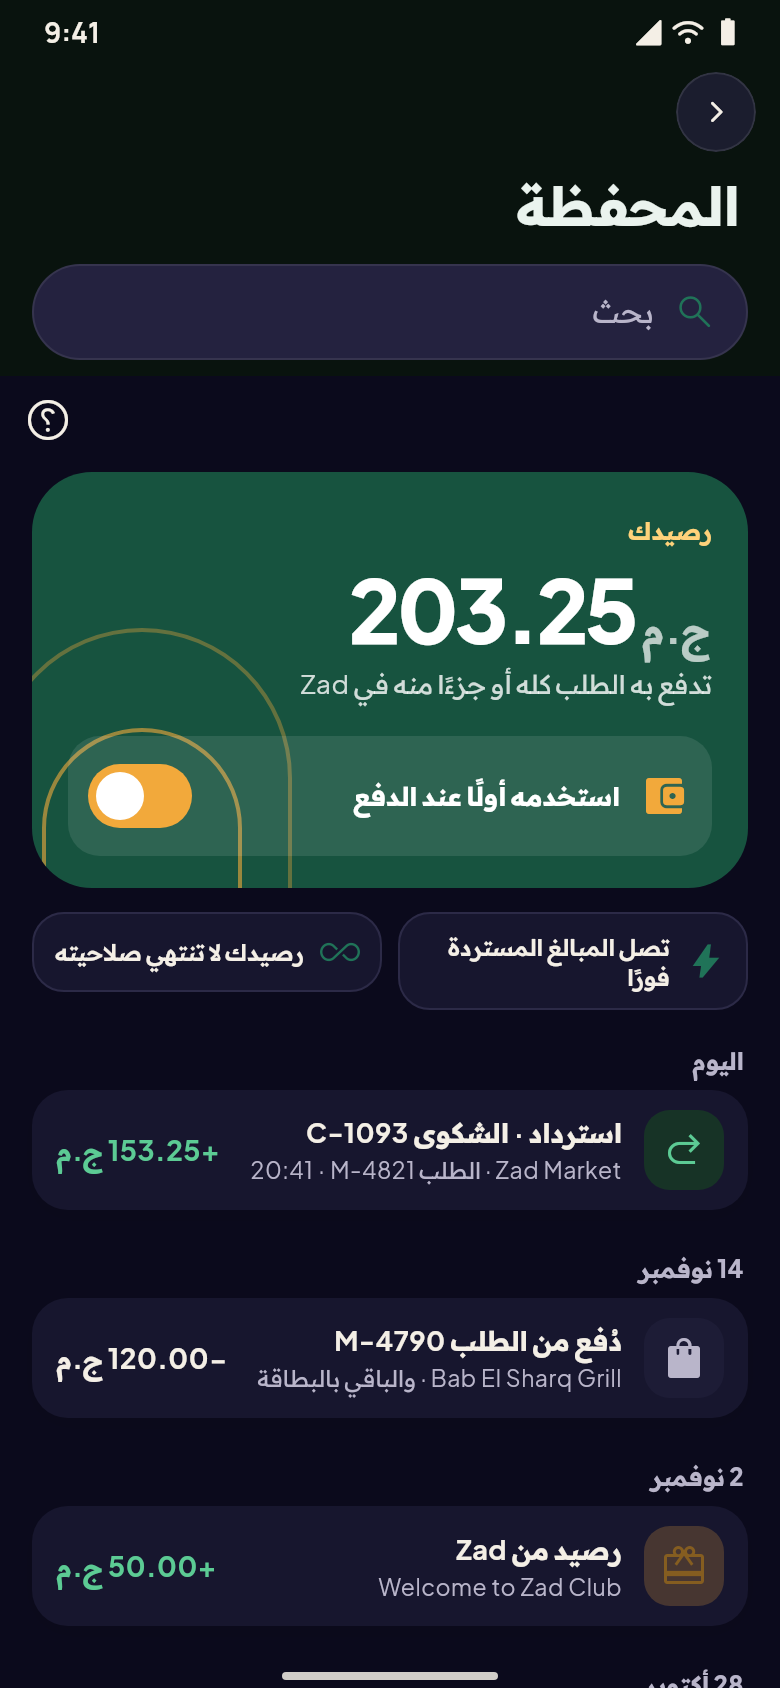 9:41
المحفظة
بحث
؟
رصيدك
203.25 ج.م
تدفع به الطلب كله أو جزءًا منه في Zad
استخدمه أولًا عند الدفع
تصل المبالغ المستردة
فورًا
رصيدك لا تنتهي صلاحيته
اليوم
استرداد · الشكوى C-1093
Zad Market · الطلب M-4821 · 20:41
+153.25 ج.م
14 نوفمبر
دُفع من الطلب M-4790
Bab El Sharq Grill · والباقي بالبطاقة
−120.00 ج.م
2 نوفمبر
رصيد من Zad
Welcome to Zad Club
+50.00 ج.م
28 أكتوبر